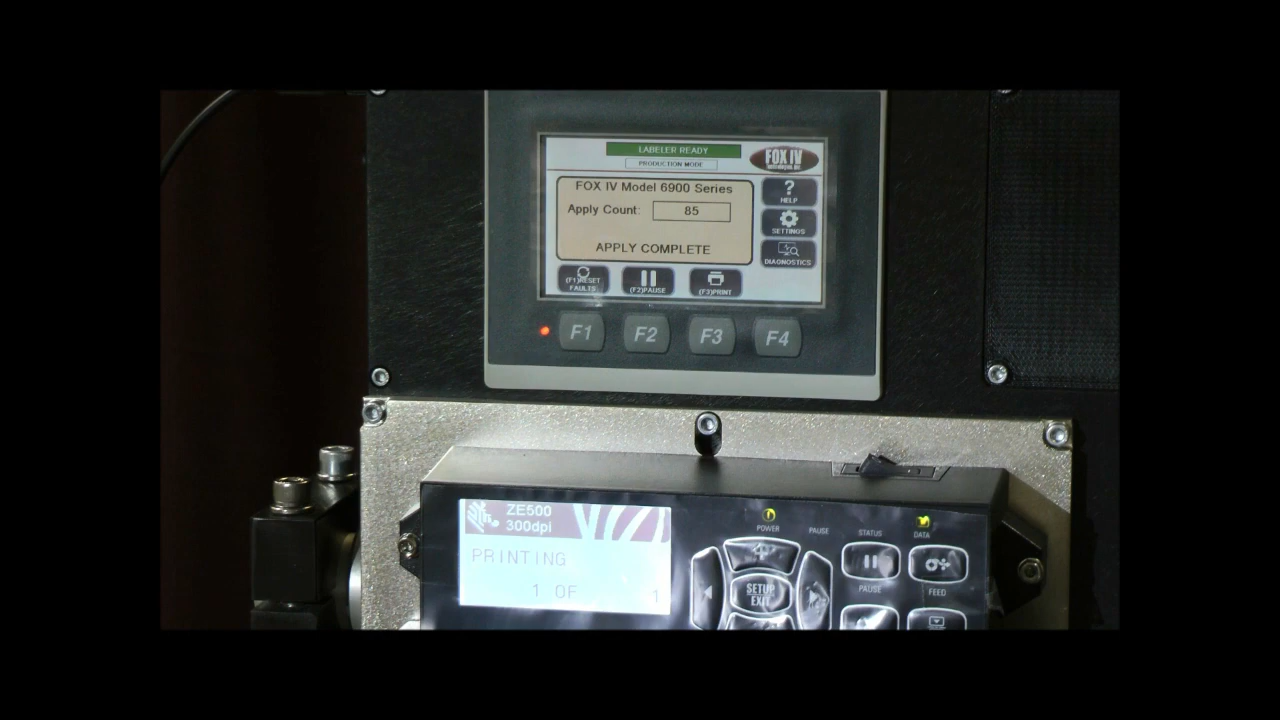 LABELER READY
PRODUCTION MODE
FOX IV
FOX IV Model 6900 Series
Apply Count: 85
APPLY COMPLETE
? HELP
SETTINGS
DIAGNOSTICS
(F1)RESET
FAULTS
(F2)PAUSE
(F3)PRINT
F1 F2 F3 F4
ZE500
300dpi
PRINTING
1 OF 1
POWER PAUSE STATUS DATA
SETUP
EXIT
PAUSE FEED